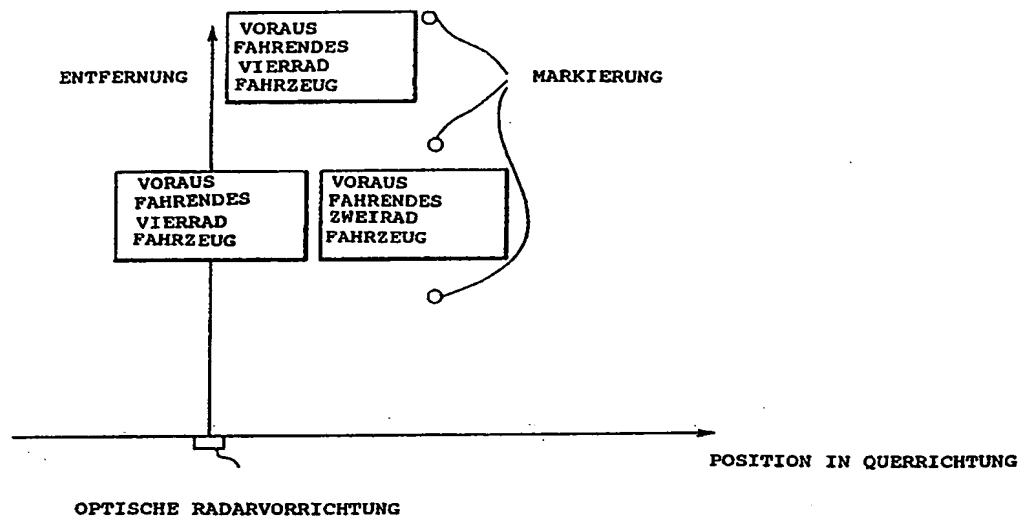 VORAUS
FAHRENDES
VIERRAD
FAHRZEUG
ENTFERNUNG
MARKIERUNG
VORAUS
FAHRENDES
VIERRAD
FAHRZEUG
VORAUS
FAHRENDES
ZWEIRAD
FAHRZEUG
POSITION IN QUERRICHTUNG
OPTISCHE RADARVORRICHTUNG